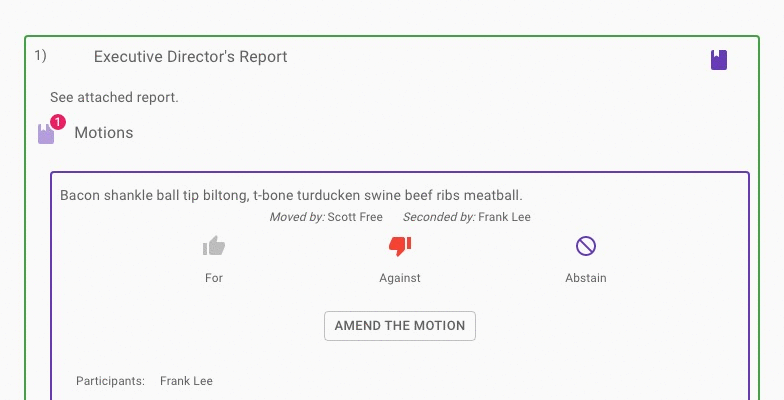 1) Executive Director's Report
See attached report.
1
Motions
Bacon shankle ball tip biltong, t-bone turducken swine beef ribs meatball.
Moved by: Scott Free Seconded by: Frank Lee
For Against Abstain
AMEND THE MOTION
Participants: Frank Lee